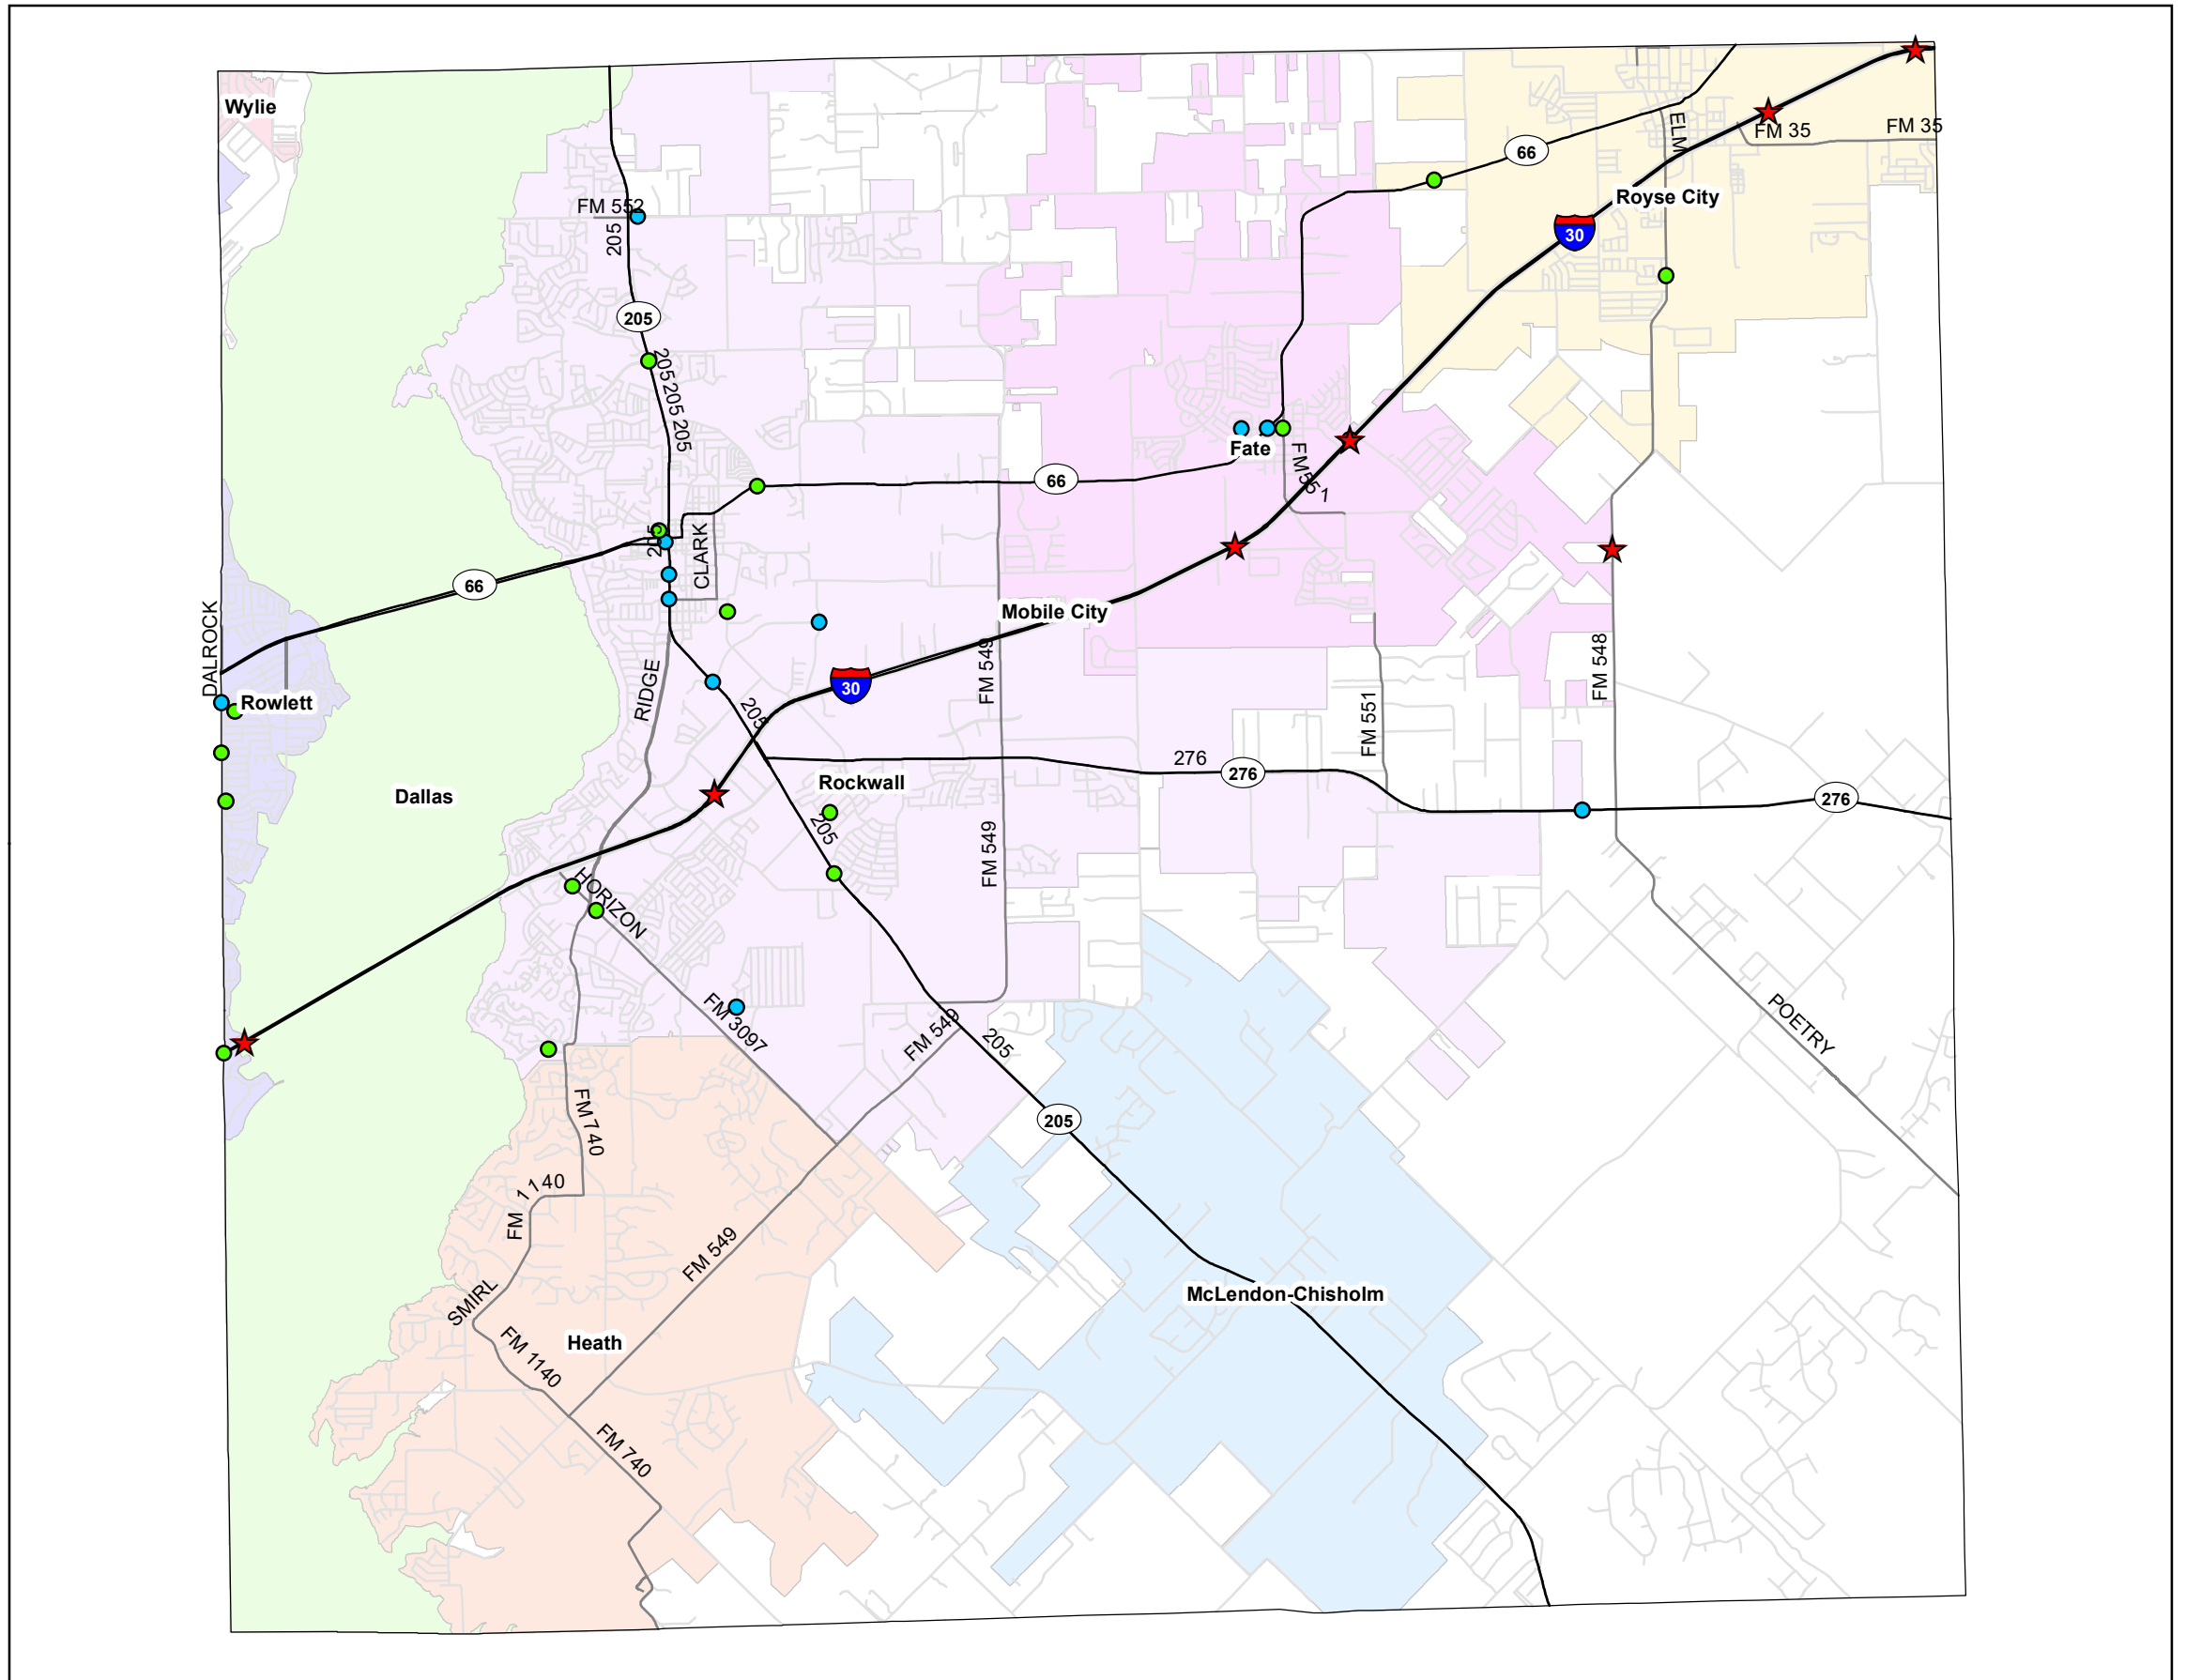 Wylie
ELM
FM 35
FM 35
66
Royse City
FM 552
205
30
205
205
205
205
Fate
FM 551
66
205
CLARK
66
DALROCK
Mobile City
FM 549
FM 548
RIDGE
30
Rowlett
205
FM 551
276
276
Rockwall
Dallas
276
205
FM 549
HORIZON
FM 3097
FM 549
205
POETRY
FM 740
205
FM 1140
FM 549
SMIRL
McLendon-Chisholm
Heath
FM 1140
FM 740